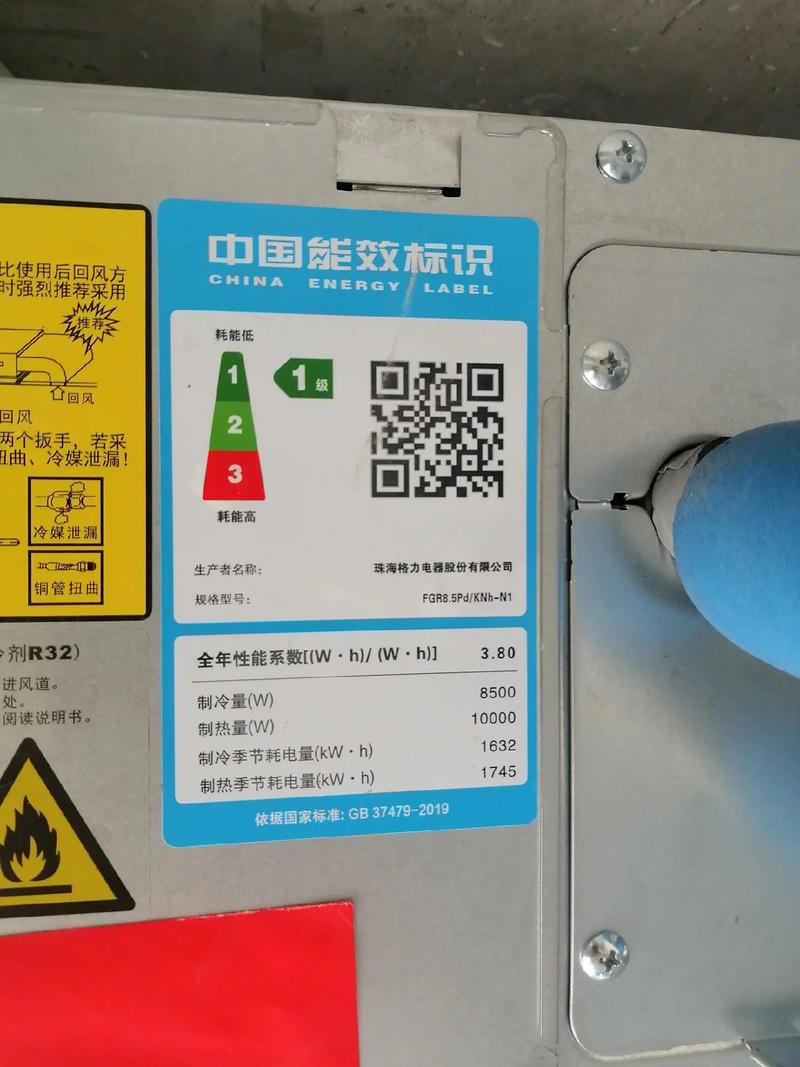 比使用后回风方
时强烈推荐采用
推荐
回风
回风
两个扳手，若采
扭曲、冷媒泄漏！
冷媒泄漏
铜管扭曲
冷剂R32）
进风道。
处。
阅读说明书。
中国能效标识
CHINA ENERGY LABEL
耗能低
1
1级
2
3
耗能高
生产者名称： 珠海格力电器股份有限公司
规格型号： FGR8.5Pd/KNh-N1
全年性能系数[(W·h)/ (W·h)] 3.80
制冷量(W) 8500
制热量(W) 10000
制冷季节耗电量(kW·h) 1632
制热季节耗电量(kW·h) 1745
依据国家标准: GB 37479-2019